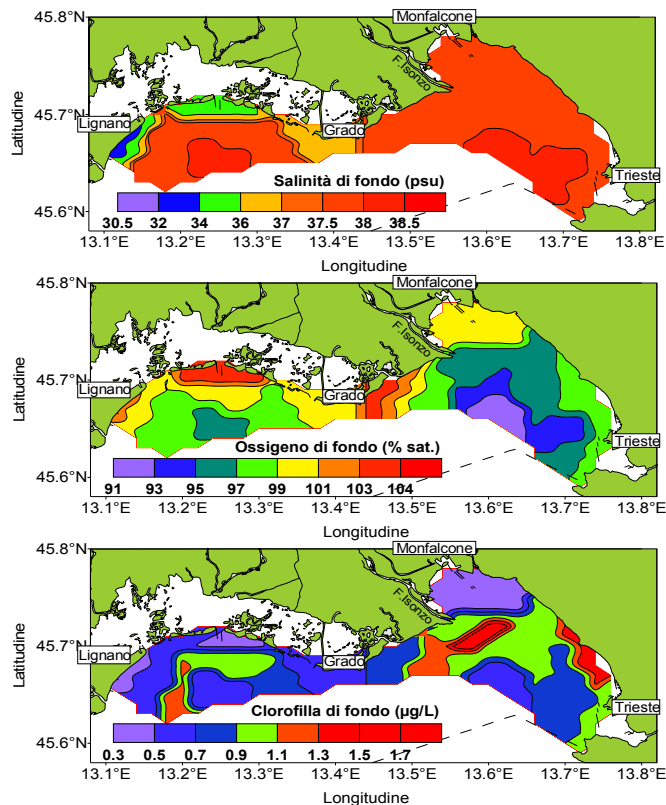 Monfalcone
45.8°N
F.Isonzo
45.7°N
Lignano
Grado
Latitudine
Trieste
Salinità di fondo (psu)
45.6°N
30.5 32 34 36 37 37.5 38 38.5
13.1°E 13.2°E 13.3°E 13.4°E 13.5°E 13.6°E 13.7°E 13.8°E
Longitudine
Monfalcone
45.8°N
F.Isonzo
45.7°N
Lignano
Grado
Latitudine
Trieste
Ossigeno di fondo (% sat.)
45.6°N
91 93 95 97 99 101 103 104
13.1°E 13.2°E 13.3°E 13.4°E 13.5°E 13.6°E 13.7°E 13.8°E
Longitudine
Monfalcone
45.8°N
F.Isonzo
45.7°N
Lignano
Grado
Latitudine
Trieste
Clorofilla di fondo (µg/L)
45.6°N
0.3 0.5 0.7 0.9 1.1 1.3 1.5 1.7
13.1°E 13.2°E 13.3°E 13.4°E 13.5°E 13.6°E 13.7°E 13.8°E
Longitudine